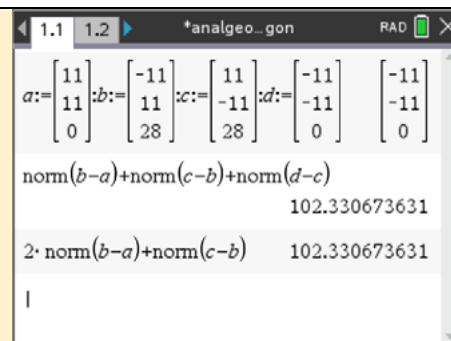 1.1 1.2 *analgeo…gon RAD
a:=[11 11 0]:b:=[-11 11 28]:c:=[11 -11 28]:d:=[-11 -11 0] [-11 -11 0]
norm(b-a)+norm(c-b)+norm(d-c)
102.330673631
2· norm(b-a)+norm(c-b) 102.330673631